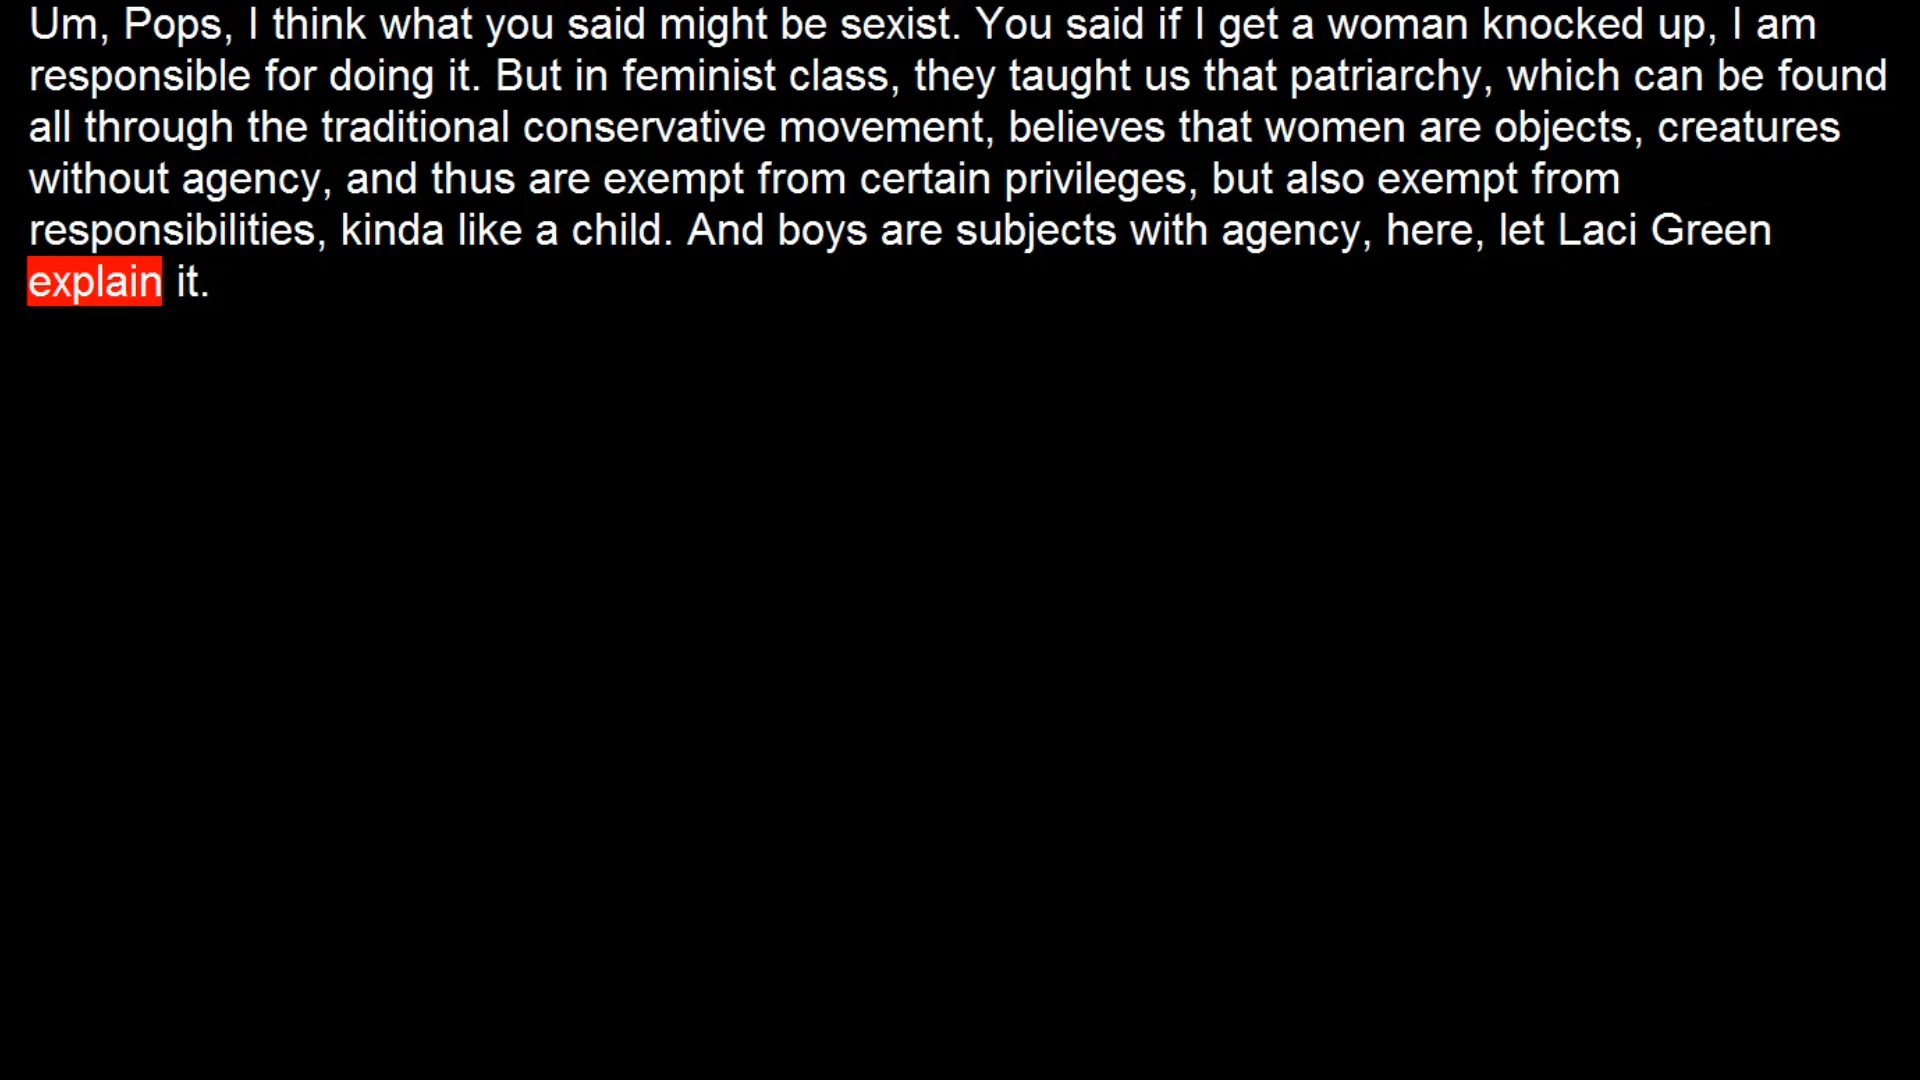 Um, Pops, I think what you said might be sexist. You said if I get a woman knocked up, I am
responsible for doing it. But in feminist class, they taught us that patriarchy, which can be found
all through the traditional conservative movement, believes that women are objects, creatures
without agency, and thus are exempt from certain privileges, but also exempt from
responsibilities, kinda like a child. And boys are subjects with agency, here, let Laci Green
explain it.